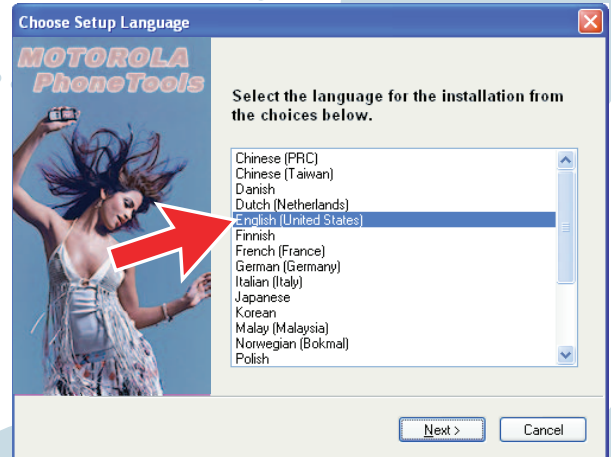 Choose Setup Language
MOTOROLA
PhoneTools
Select the language for the installation from
the choices below.
Chinese (PRC)
Chinese (Taiwan)
Danish
Dutch (Netherlands)
English (United States)
Finnish
French (France)
German (Germany)
Italian (Italy)
Japanese
Korean
Malay (Malaysia)
Norwegian (Bokmal)
Polish
Next >
Cancel